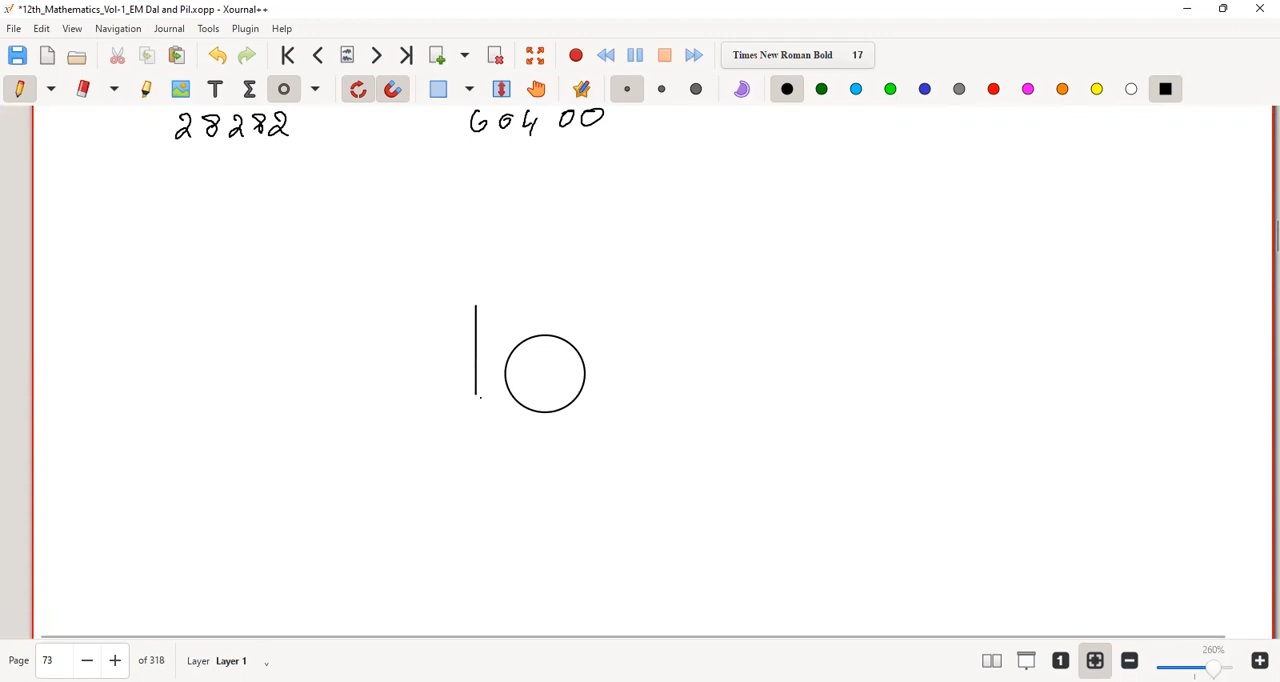 *12th_Mathematics_Vol-1_EM Dal and Pil.xopp - Xournal++
File Edit View Navigation Journal Tools Plugin Help
Times New Roman Bold 17
28282 60400
10
Page 73 of 318 Layer Layer 1 260%